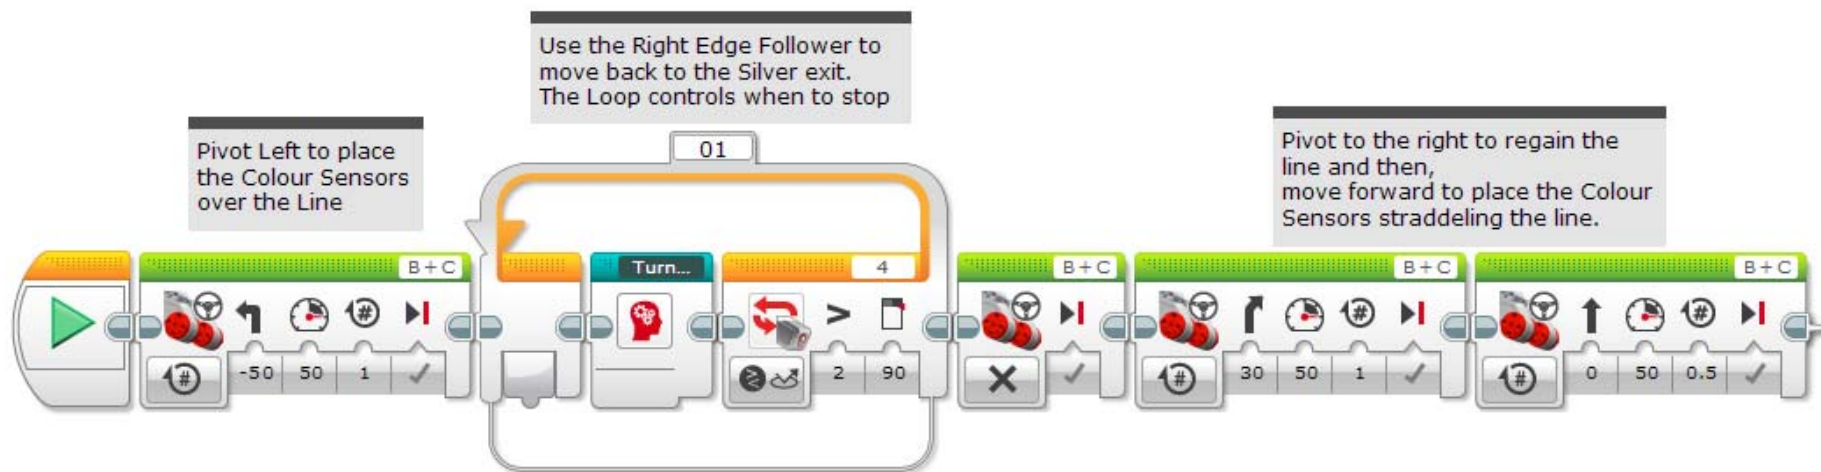 Use the Right Edge Follower to
move back to the Silver exit.
The Loop controls when to stop
Pivot Left to place
the Colour Sensors
over the Line
Pivot to the right to regain the
line and then,
move forward to place the Colour
Sensors straddeling the line.
01
B+C
Turn...
4
B+C
B+C
B+C
#
>
#
#
# -50 50 1
2 90
# 30 50 1
# 0 50 0.5